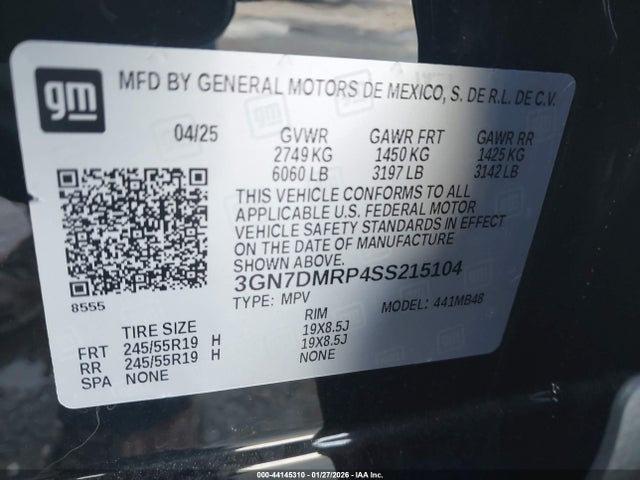 gm
MFD BY GENERAL MOTORS DE MEXICO, S. DE R.L. DE C.V.
04/25 GVWR GAWR FRT GAWR RR
2749 KG 1450 KG 1425 KG
6060 LB 3197 LB 3142 LB
THIS VEHICLE CONFORMS TO ALL
APPLICABLE U.S. FEDERAL MOTOR
VEHICLE SAFETY STANDARDS IN EFFECT
ON THE DATE OF MANUFACTURE
SHOWN ABOVE
3GN7DMRP4SS215104
8555
TYPE: MPV MODEL: 441MB48
TIRE SIZE RIM
FRT 245/55R19 H 19X8.5J
RR 245/55R19 H 19X8.5J
SPA NONE NONE
000-44145310 | 01/27/2026 - IAA Inc.